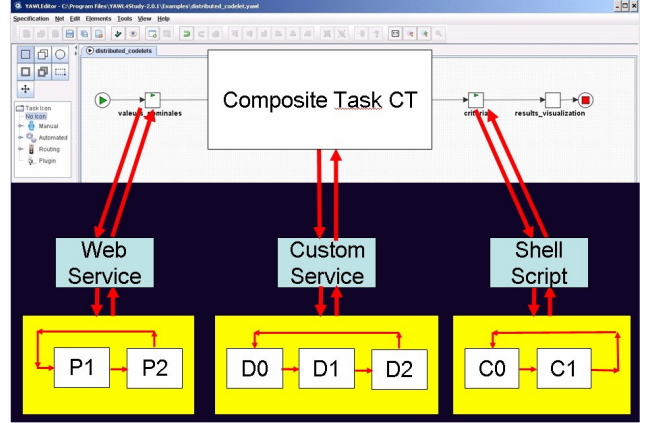 YAWLEditor - C:\Program Files\YAWL4Study-2.0.1\Examples\distributed_codelet.yawl
Specification Net Edit Elements Tools View Help
distributed_codelets
Composite Task CT
criteria
results_visualization
Task Icon
No Icon
Manual
Automated
Routing
Plugin
Web
Service
Custom
Service
Shell
Script
P1
P2
D0
D1
D2
C0
C1